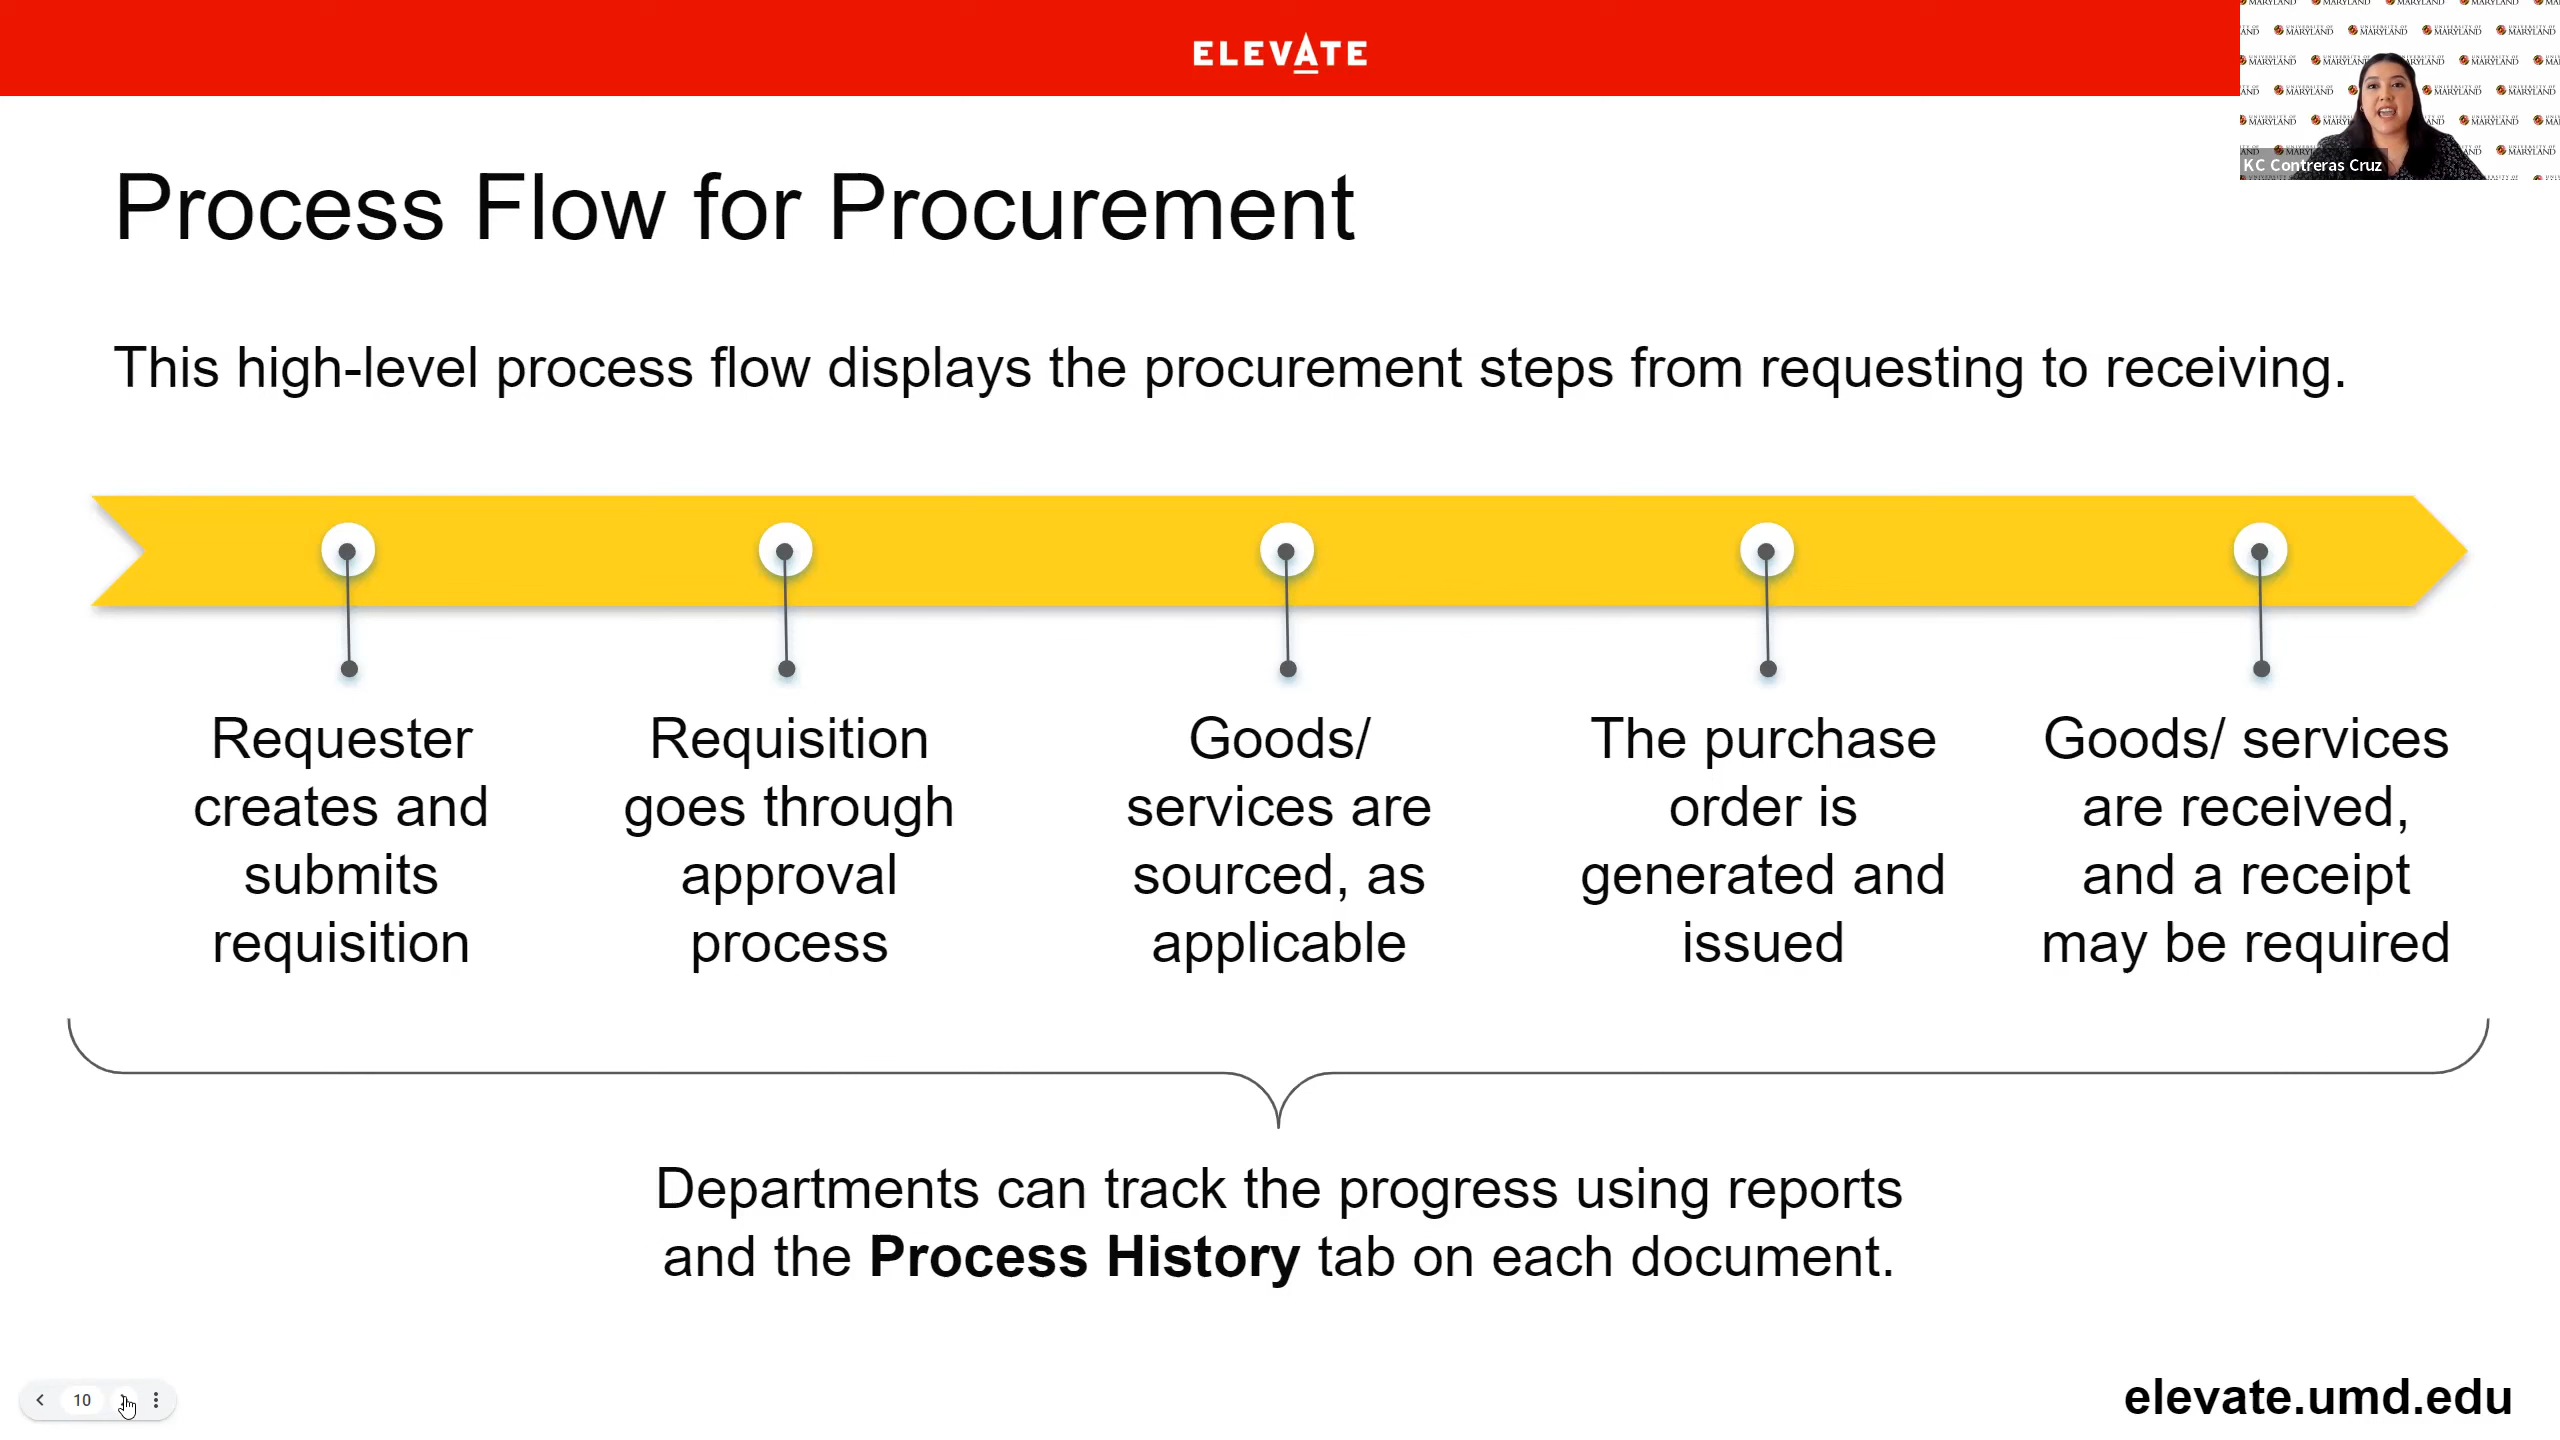 ELEVATE
UNIVERSITY OF
MARYLAND
KC Contreras Cruz
Process Flow for Procurement
This high-level process flow displays the procurement steps from requesting to receiving.
Requester
creates and
submits
requisition
Requisition
goes through
approval
process
Goods/
services are
sourced, as
applicable
The purchase
order is
generated and
issued
Goods/ services
are received,
and a receipt
may be required
Departments can track the progress using reports
and the Process History tab on each document.
10
elevate.umd.edu